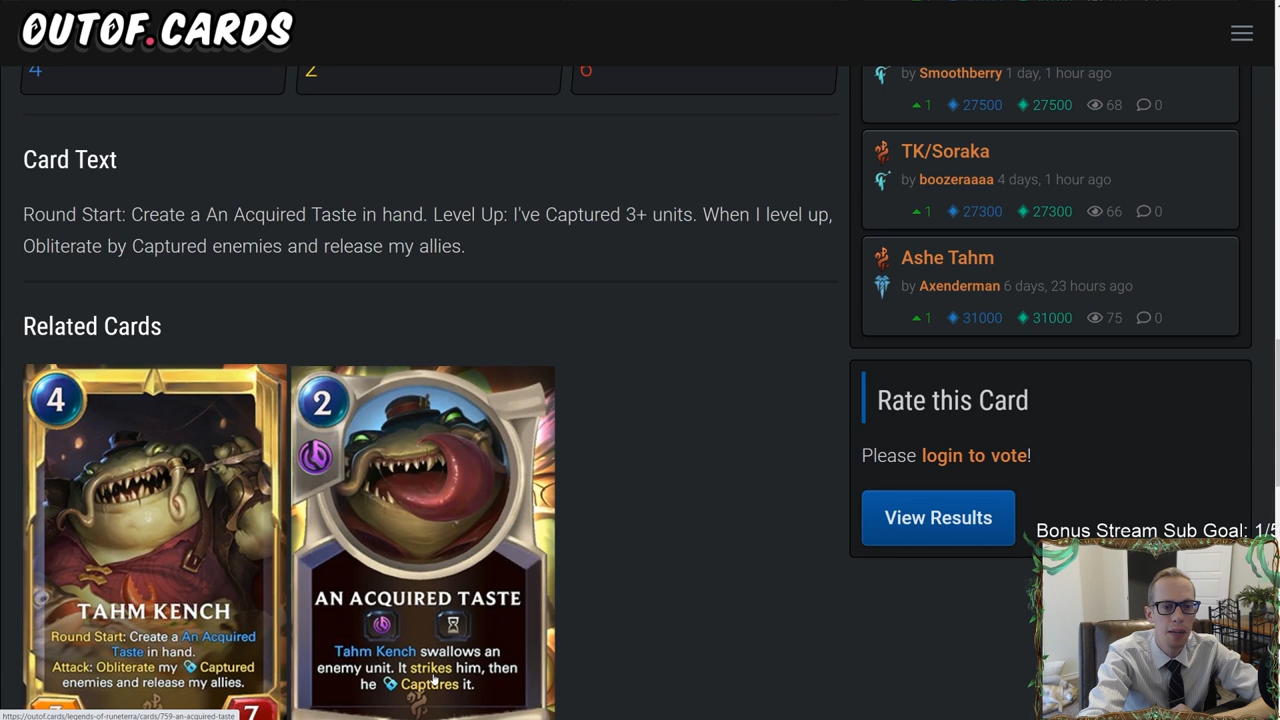 OUTOF.CARDS
4
2
6
by Smoothberry 1 day, 1 hour ago
1 27500 27500 68 0
TK/Soraka
by boozeraaaa 4 days, 1 hour ago
1 27300 27300 66 0
Ashe Tahm
by Axenderman 6 days, 23 hours ago
1 31000 31000 75 0
Card Text
Round Start: Create a An Acquired Taste in hand. Level Up: I've Captured 3+ units. When I level up,
Obliterate by Captured enemies and release my allies.
Related Cards
4
TAHM KENCH
Round Start: Create a An Acquired
Taste in hand.
Attack: Obliterate my Captured
enemies and release my allies.
7
2
AN ACQUIRED TASTE
Tahm Kench swallows an
enemy unit. It strikes him, then
he Captures it.
Rate this Card
Please login to vote!
View Results
Bonus Stream Sub Goal: 1/5
https://outof.cards/legends-of-runeterra/cards/759-an-acquired-taste